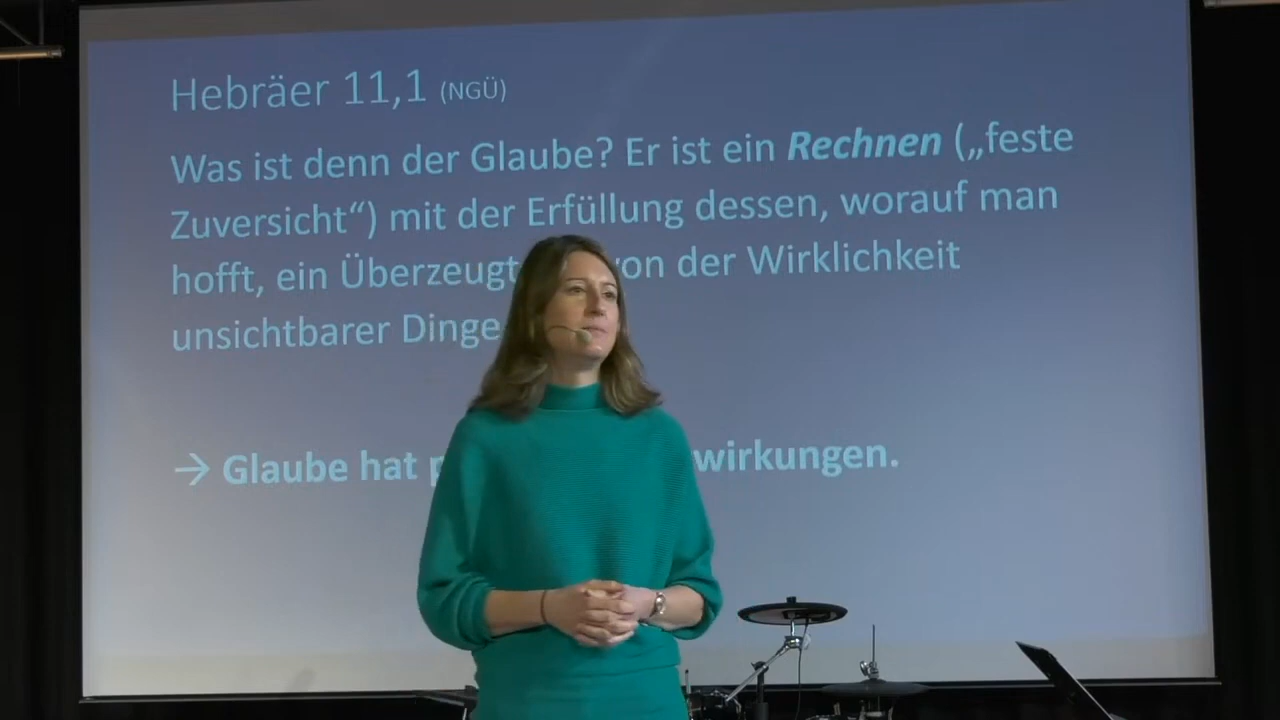 Hebräer 11,1 (NGÜ)
Was ist denn der Glaube? Er ist ein Rechnen („feste
Zuversicht“) mit der Erfüllung dessen, worauf man
hofft, ein Überzeugt von der Wirklichkeit
unsichtbarer Dinge
→ Glaube hat wirkungen.